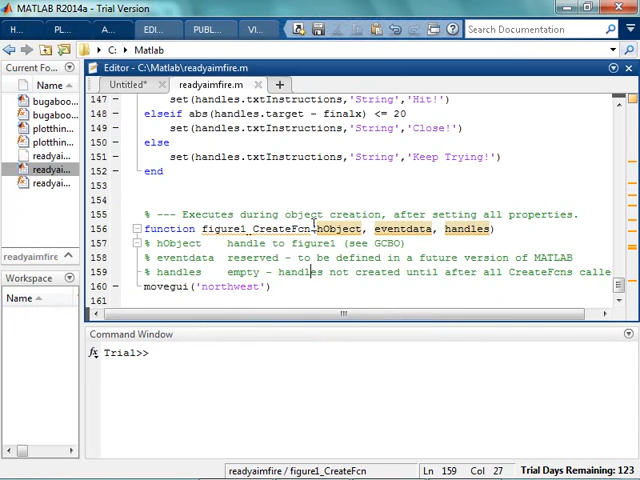 MATLAB R2014a - Trial Version
H... P... A... EDI... PUBL... VI... Search Documentation
C: Matlab
Current Fo...
Name
bugaboo...
bugaboo...
plotthin...
plotthin...
readyai...
readyai...
readyai...
Workspace
Name
Editor - C:\Matlab\readyaimfire.m
Untitled* readyaimfire.m
147 set(handles.txtInstructions,'String','Hit!')
148 elseif abs(handles.target - finalx) <= 20
149 set(handles.txtInstructions,'String','Close!')
150 else
151 set(handles.txtInstructions,'String','Keep Trying!')
152 end
153
154
155 % --- Executes during object creation, after setting all properties.
156 function figure1_CreateFcn(hObject, eventdata, handles)
157 % hObject handle to figure1 (see GCBO)
158 % eventdata reserved - to be defined in a future version of MATLAB
159 % handles empty - handles not created until after all CreateFcns calle
160 movegui('northwest')
161
Command Window
fx Trial>>
readyaimfire / figure1_CreateFcn Ln 159 Col 27 Trial Days Remaining: 123